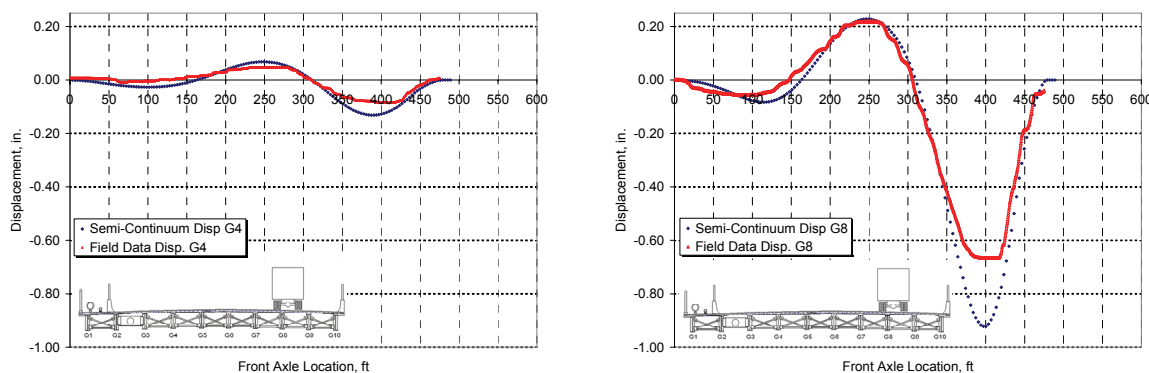 0.20
0.00
-0.20
-0.40
-0.60
-0.80
-1.00
0 50 100 150 200 250 300 350 400 450 500 550 600
Displacement, in.
Semi-Continuum Disp G4
Field Data Disp. G4
G1 G2 G3 G4 G5 G6 G7 G8 G9 G10
Front Axle Location, ft
0.20
0.00
-0.20
-0.40
-0.60
-0.80
-1.00
0 50 100 150 200 250 300 350 400 450 500 550 600
Displacement, in.
Semi-Continuum Disp G8
Field Data Disp. G8
G1 G2 G3 G4 G5 G6 G7 G8 G9 G10
Front Axle Location, ft